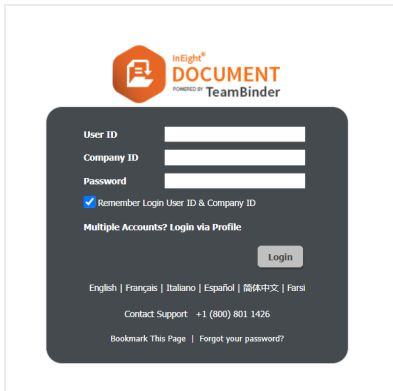 InEight®
DOCUMENT
POWERED BY TeamBinder
User ID
Company ID
Password
Remember Login User ID & Company ID
Multiple Accounts? Login via Profile
Login
English | Français | Italiano | Español | 简体中文 | Farsi
Contact Support +1 (800) 801 1426
Bookmark This Page | Forgot your password?